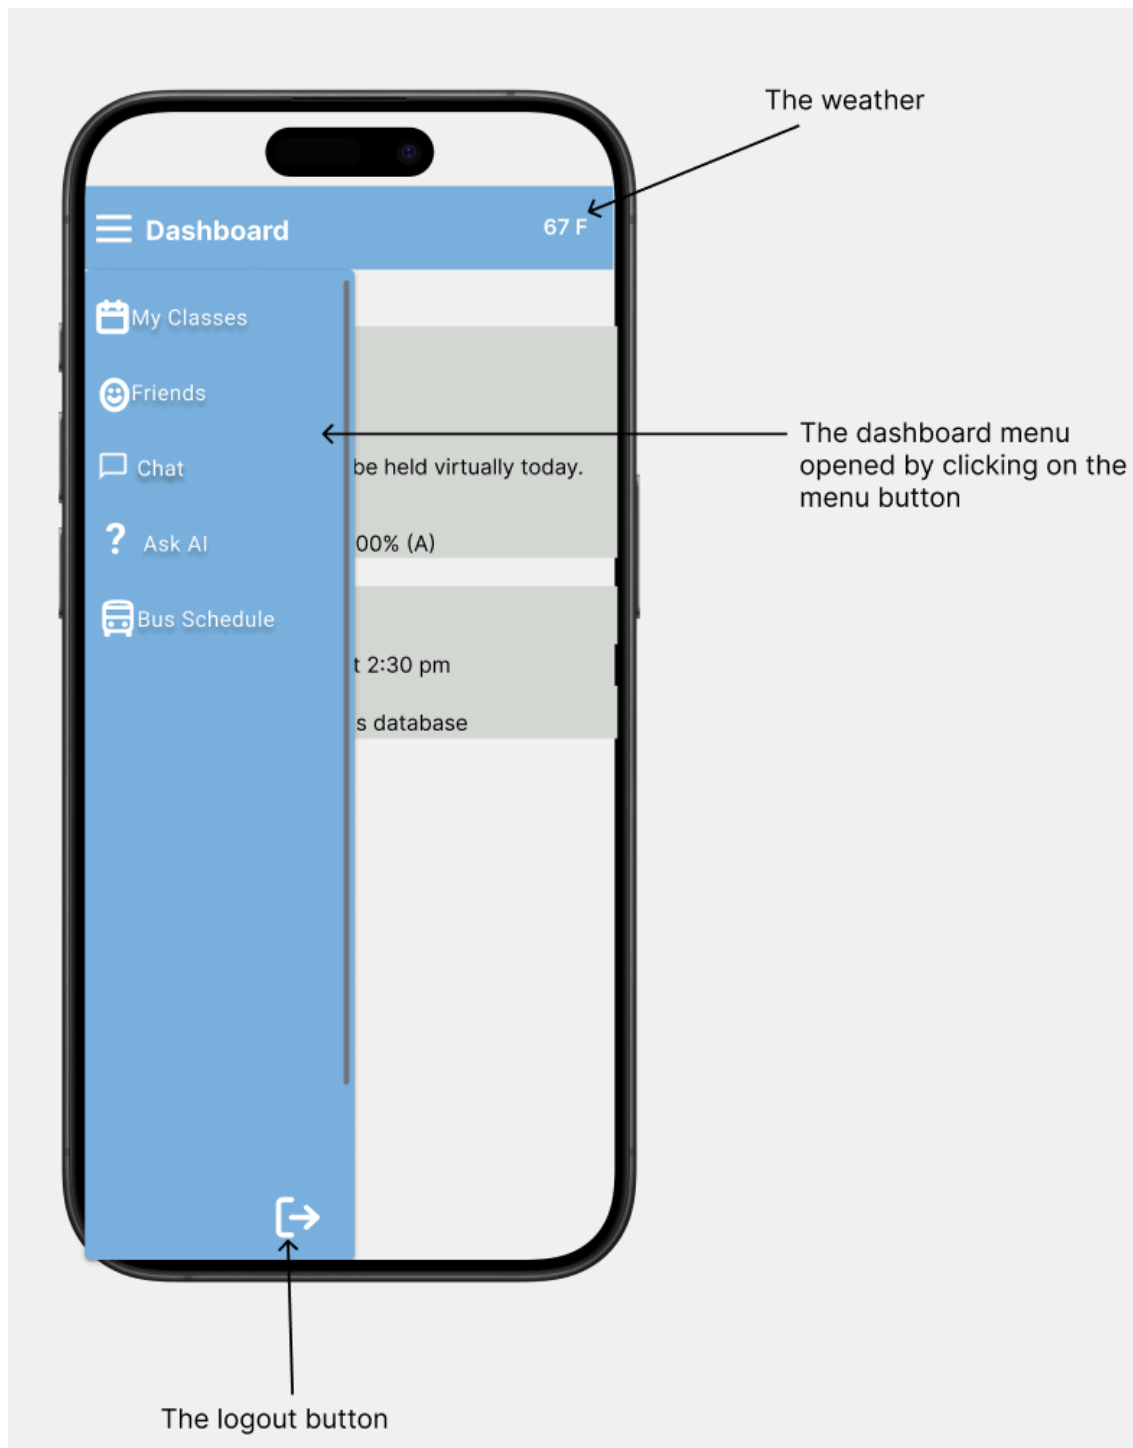 The weather
Dashboard
67 F
My Classes
Friends
The dashboard menu
opened by clicking on the
menu button
Chat
be held virtually today.
Ask AI
00% (A)
Bus Schedule
t 2:30 pm
s database
The logout button